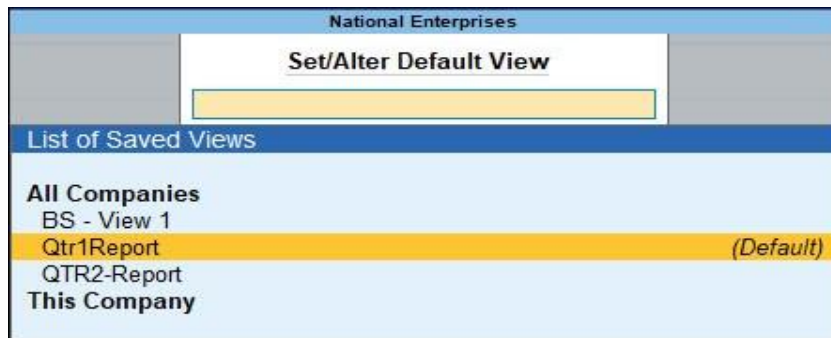 National Enterprises
Set/Alter Default View
List of Saved Views
All Companies
BS - View 1
Qtr1Report (Default)
QTR2-Report
This Company